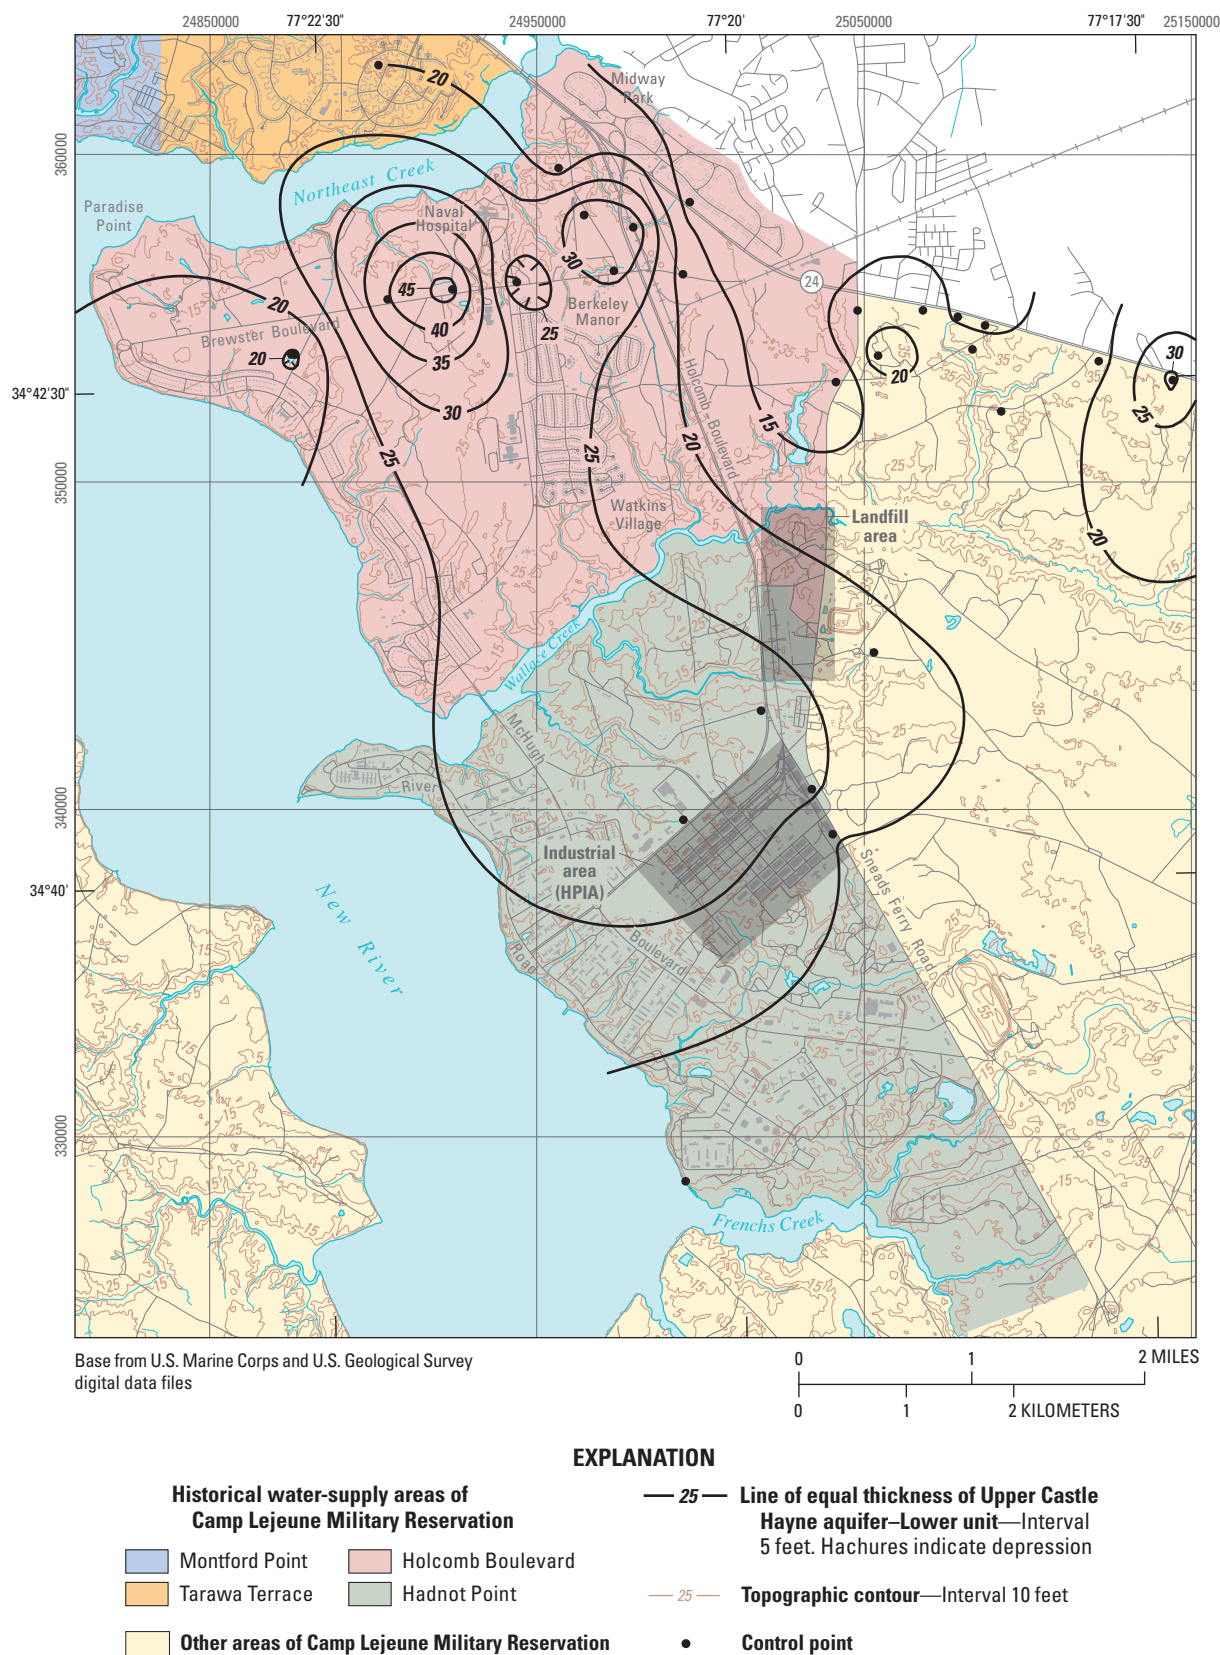 24850000 77°22'30" 24950000 77°20' 25050000 77°17'30" 25150000
360000
350000
34°42'30"
340000
34°40'
330000
Midway
Park
20
Northeast Creek
Paradise
Point
Naval
Hospital
30
24
45
40
35
30
25
Berkeley
Manor
20
Brewster Boulevard
20
Holcomb Boulevard
15
20
30
25
25
25
20
20
Watkins
Village
Landfill
area
Wallace Creek
McHugh
River
Industrial
area
(HPIA)
Boulevard
Road
Sneads Ferry Road
New River
Frenchs Creek
65
55
Base from U.S. Marine Corps and U.S. Geological Survey
digital data files
0 1 2 MILES
0 1 2 KILOMETERS
EXPLANATION
Historical water-supply areas of
Camp Lejeune Military Reservation
Montford Point
Holcomb Boulevard
Tarawa Terrace
Hadnot Point
Other areas of Camp Lejeune Military Reservation
25 Line of equal thickness of Upper Castle
Hayne aquifer–Lower unit—Interval
5 feet. Hachures indicate depression
25 Topographic contour—Interval 10 feet
Control point